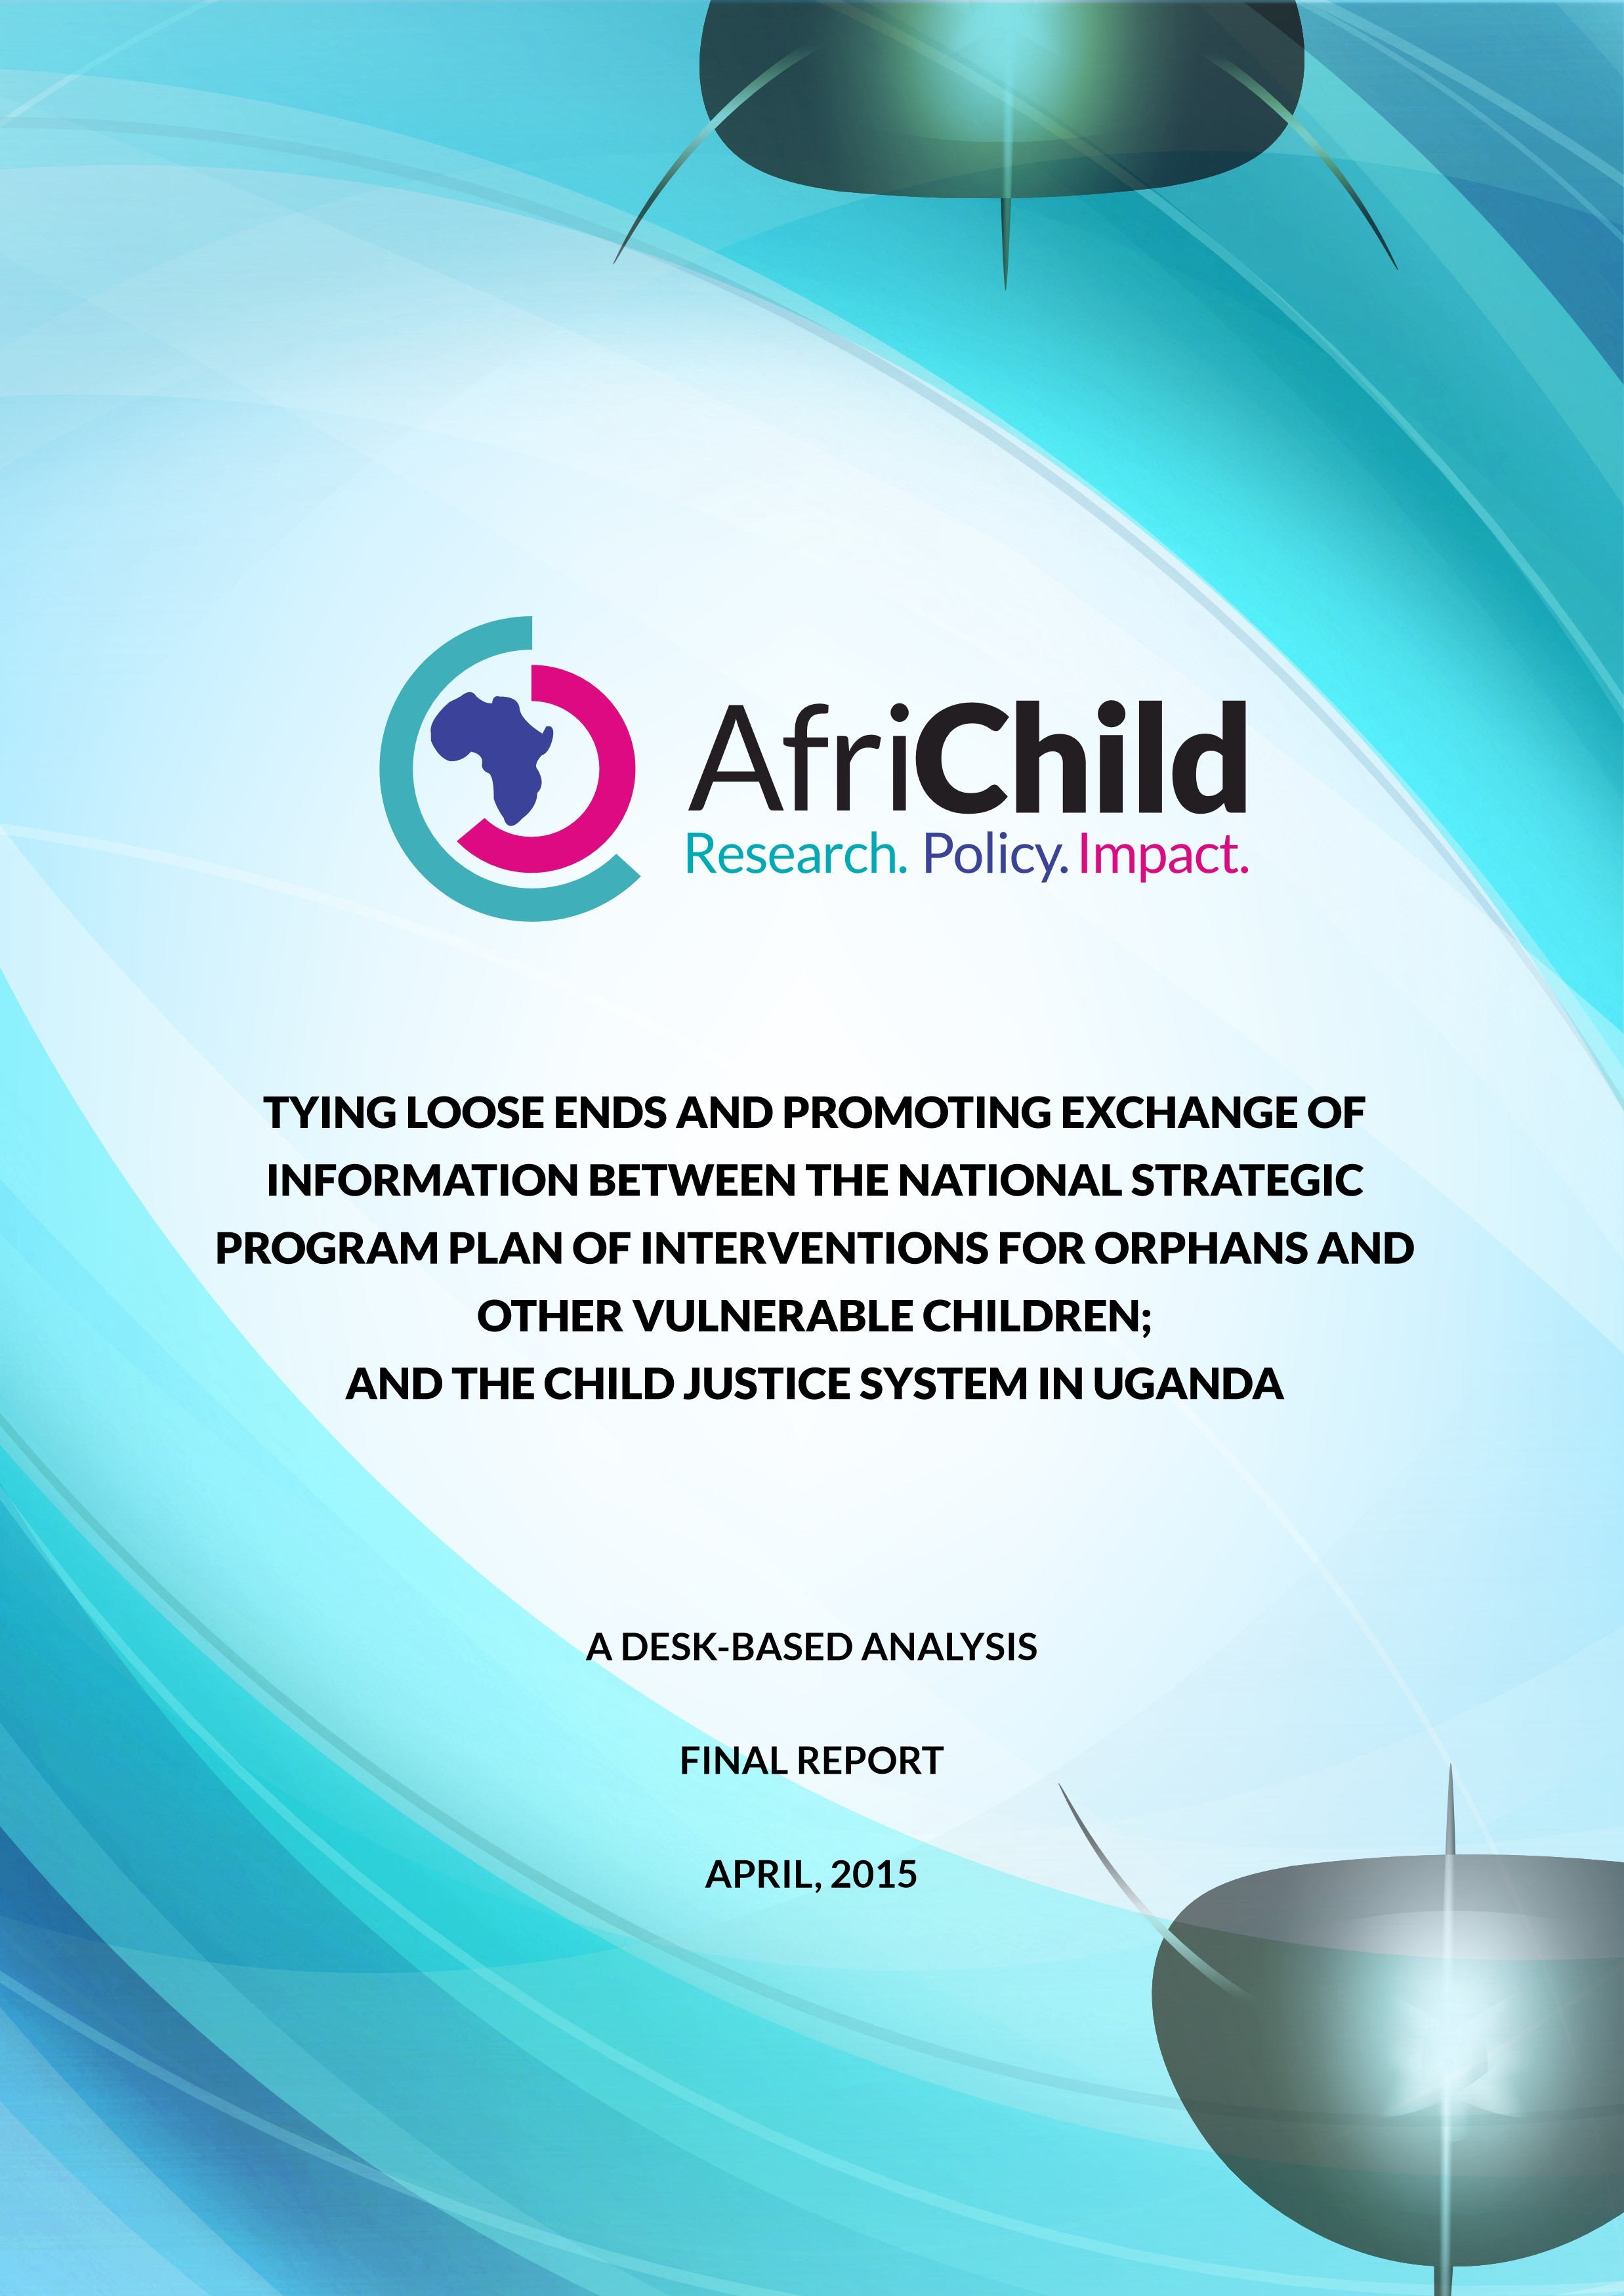 AfriChild
Research. Policy. Impact.
TYING LOOSE ENDS AND PROMOTING EXCHANGE OF
INFORMATION BETWEEN THE NATIONAL STRATEGIC
PROGRAM PLAN OF INTERVENTIONS FOR ORPHANS AND
OTHER VULNERABLE CHILDREN;
AND THE CHILD JUSTICE SYSTEM IN UGANDA
A DESK-BASED ANALYSIS
FINAL REPORT
APRIL, 2015